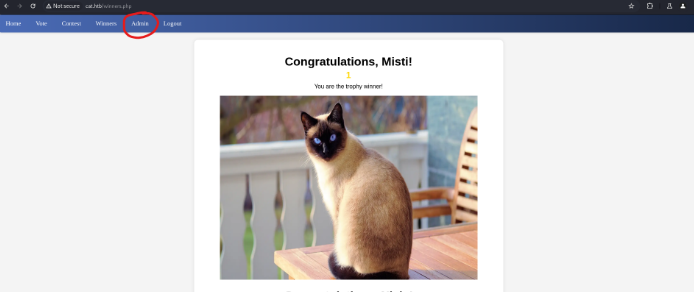 Not secure cat.htb/winners.php
Home Vote Contest Winners Admin Logout
Congratulations, Misti!
1
You are the trophy winner!